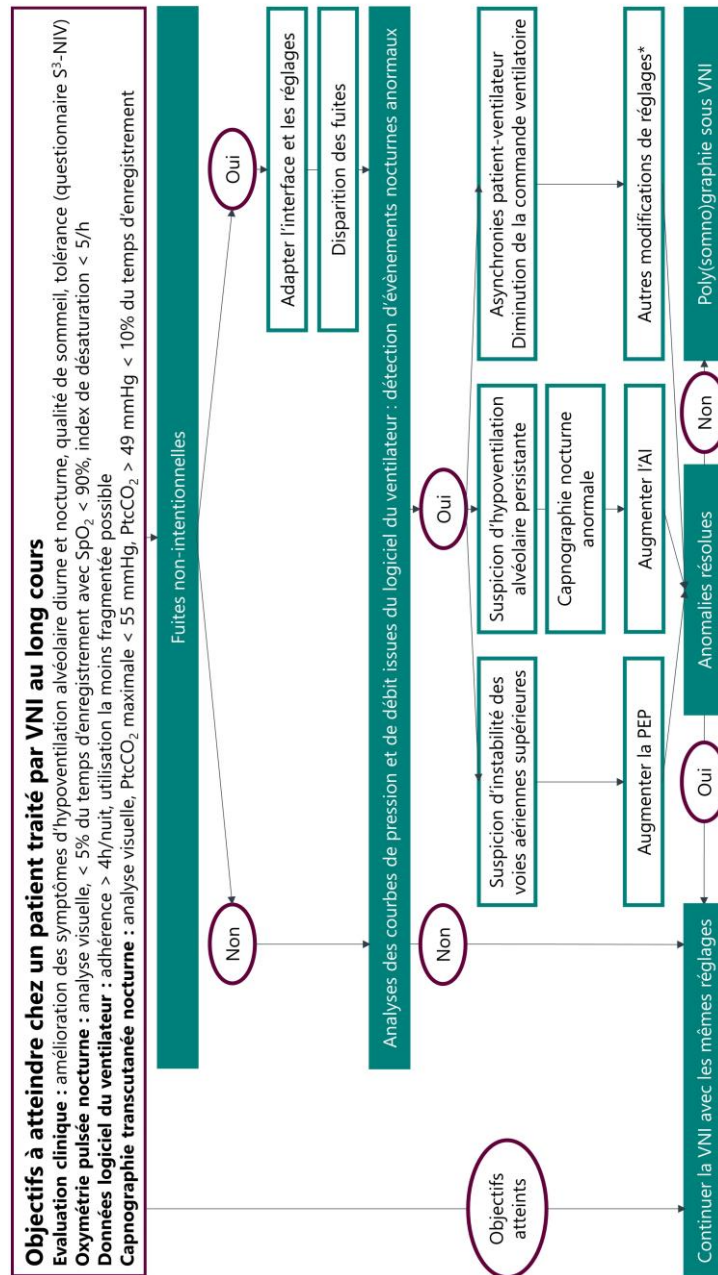 Objectifs à atteindre chez un patient traité par VNI au long cours
Evaluation clinique : amélioration des symptômes d'hypoventilation alvéolaire diurne et nocturne, qualité de sommeil, tolérance (questionnaire S³-NIV)
Oxymétrie pulsée nocturne : analyse visuelle, < 5% du temps d'enregistrement avec SpO₂ < 90%, index de désaturation < 5/h
Données logiciel du ventilateur : adhérence > 4h/nuit, utilisation la moins fragmentée possible
Capnographie transcutanée nocturne : analyse visuelle, PtcCO₂ maximale < 55 mmHg, PtcCO₂ > 49 mmHg < 10% du temps d'enregistrement
Fuites non-intentionnelles
Non
Oui
Adapter l'interface et les réglages
Disparition des fuites
Analyses des courbes de pression et de débit issues du logiciel du ventilateur : détection d'évènements nocturnes anormaux
Objectifs
atteints
Non
Oui
Suspicion d'instabilité des
voies aériennes supérieures
Suspicion d'hypoventilation
alvéolaire persistante
Asynchronies patient-ventilateur
Diminution de la commande ventilatoire
Capnographie nocturne
anormale
Augmenter la PEP
Augmenter l'AI
Autres modifications de réglages*
Continuer la VNI avec les mêmes réglages
Oui
Anomalies résolues
Non
Poly(somno)graphie sous VNI